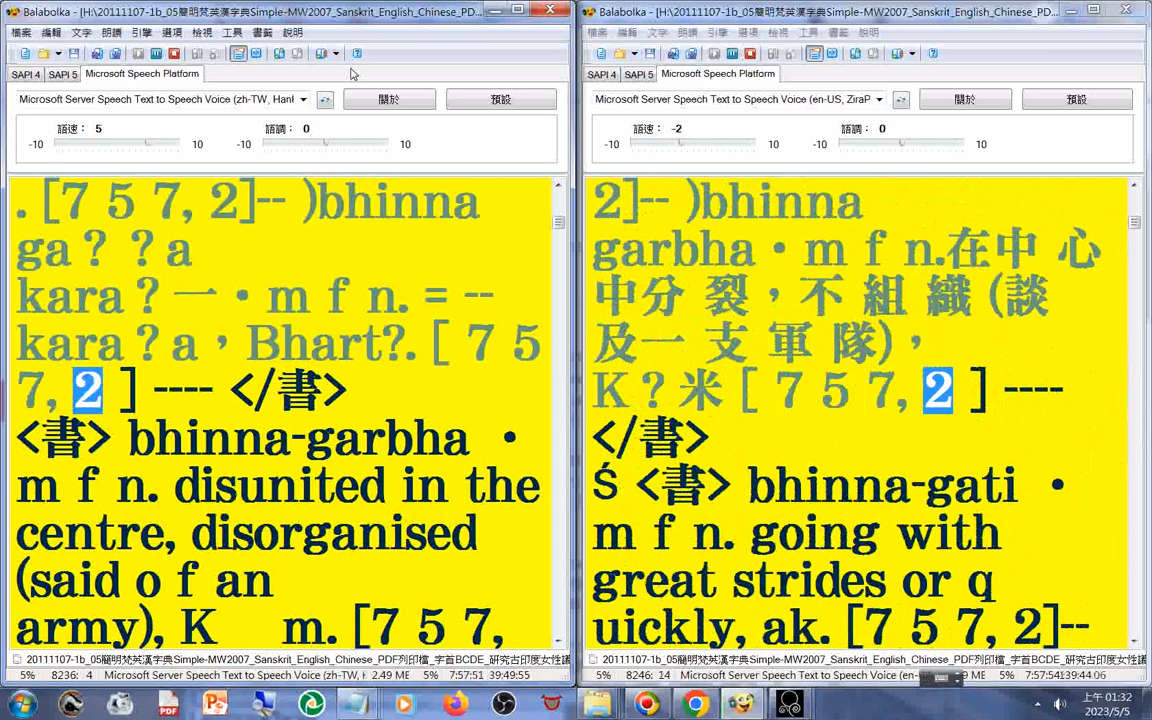 Balabolka - [H:\20111107-1b_05簡明梵英漢字典Simple-MW2007_Sanskrit_English_Chinese_PD...
檔案 編輯 文字 朗讀 引擎 選項 檢視 工具 書籤 說明
SAPI 4 SAPI 5 Microsoft Speech Platform
Microsoft Server Speech Text to Speech Voice (zh-TW, Han 關於 預設
語速： 5 語調： 0
-10 10 -10 10
. [7 5 7, 2]-- )bhinna
ga？ ？a
kara？一・m f n. = --
kara？a，Bhart?. [ 7 5
7, 2 ] ---- </書>
<書> bhinna-garbha ・
m f n. disunited in the
centre, disorganised
(said o f an
army), K m. [7 5 7,
20111107-1b_05簡明梵英漢字典Simple-MW2007_Sanskrit_English_Chinese_PDF列印檔_字首BCDE_研究古印度女性議
5% 8236: 4 Microsoft Server Speech Text to Speech Voice (zh-TW, H 2.49 ME 5% 7:57:51 39:49:55
Balabolka - [H:\20111107-1b_05簡明梵英漢字典Simple-MW2007_Sanskrit_English_Chinese_PD...
檔案 編輯 文字 朗讀 引擎 選項 檢視 工具 書籤 說明
SAPI 4 SAPI 5 Microsoft Speech Platform
Microsoft Server Speech Text to Speech Voice (en-US, ZiraP 關於 預設
語速： -2 語調： 0
-10 10 -10 10
2]-- )bhinna
garbha・m f n.在中 心
中分 裂，不 組 織 (談
及一 支 軍 隊)，
K？米 [ 7 5 7, 2 ] ----
</書>
Ś <書> bhinna-gati ・
m f n. going with
great strides or q
uickly, ak. [7 5 7, 2]--
20111107-1b_05簡明梵英漢字典Simple-MW2007_Sanskrit_English_Chinese_PDF列印檔_字首BCDE_研究古印度女性議
5% 8246: 14 Microsoft Server Speech Text to Speech Voice (en-US, ME 5% 7:57:54 39:44:06
PDF
上午 01:32
2023/5/5